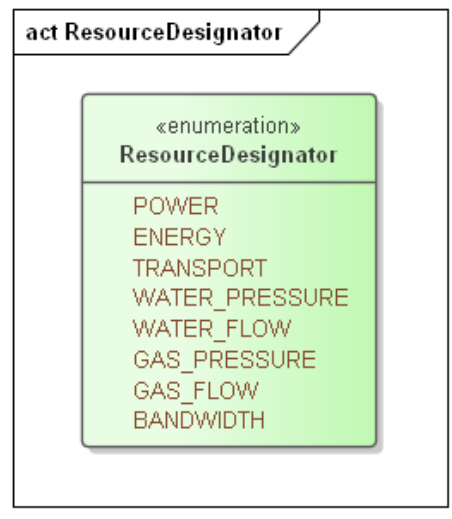 act ResourceDesignator
«enumeration»
ResourceDesignator
POWER
ENERGY
TRANSPORT
WATER_PRESSURE
WATER_FLOW
GAS_PRESSURE
GAS_FLOW
BANDWIDTH